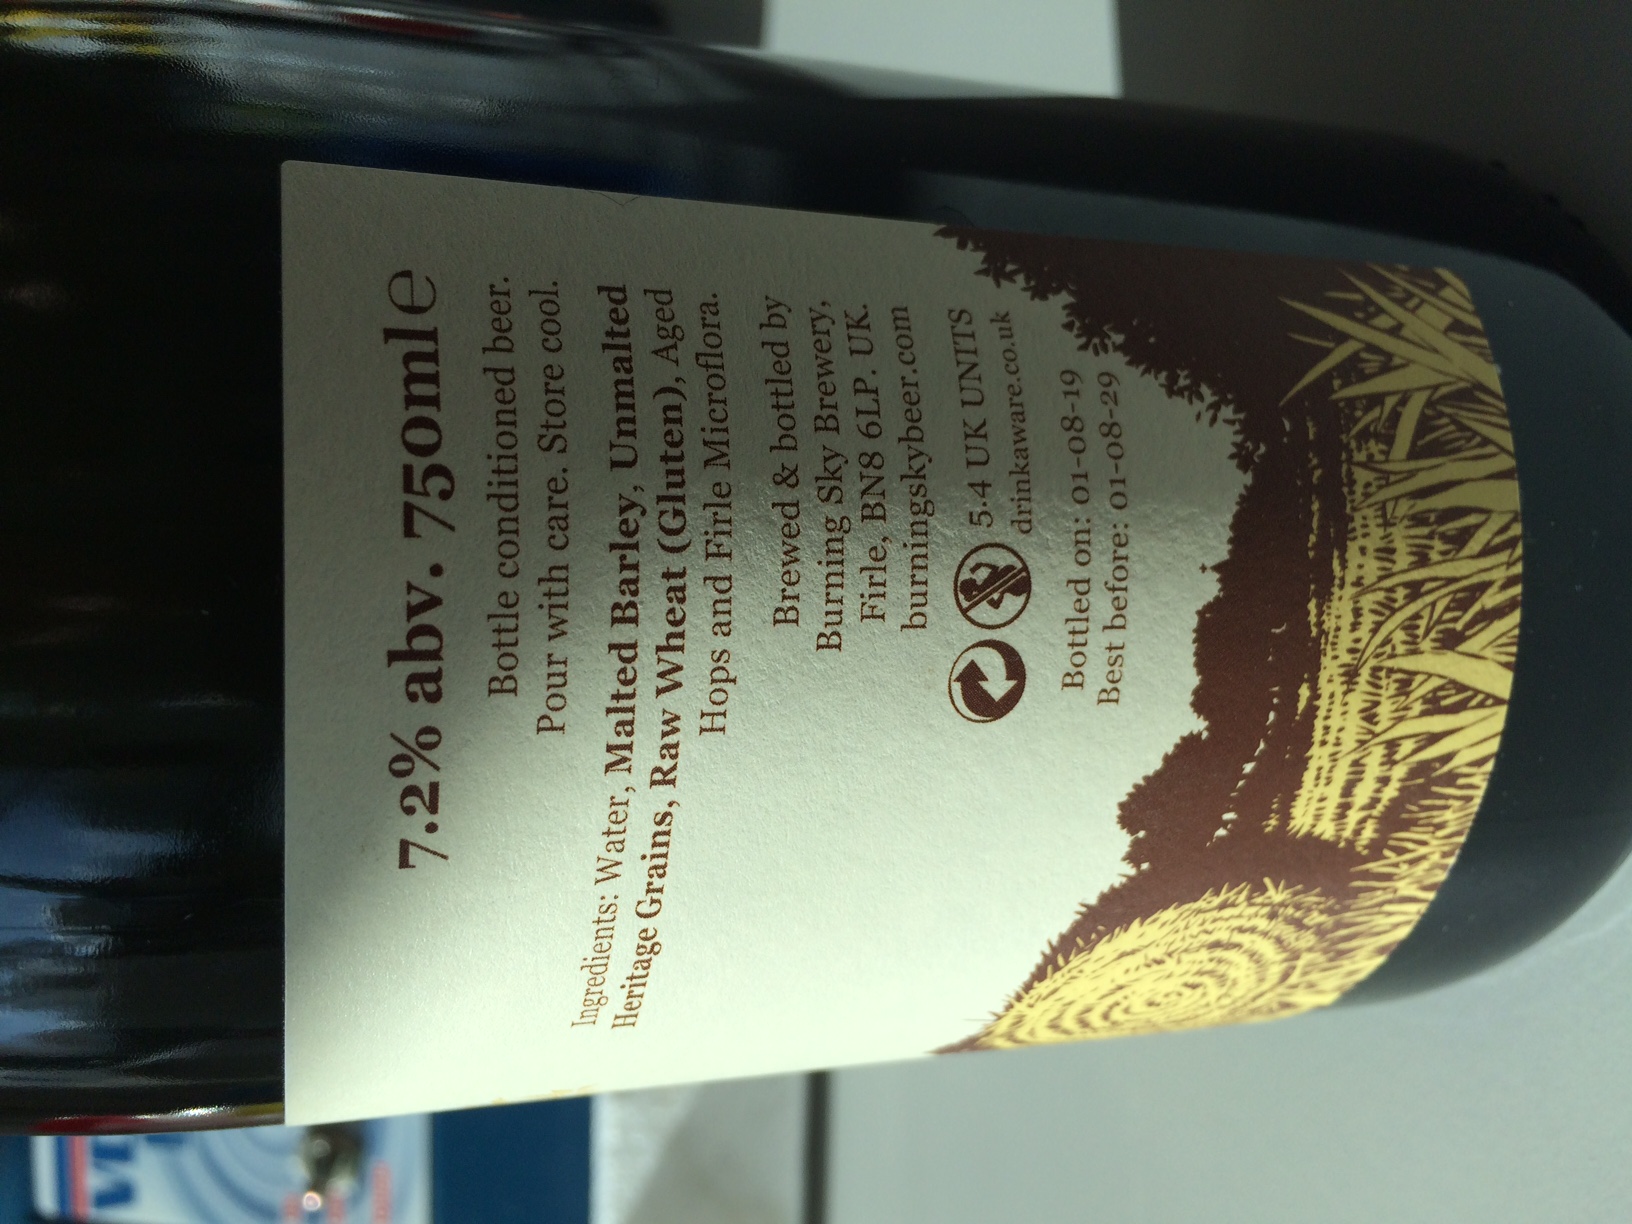 7.2% abv. 750ml e
Bottle conditioned beer.
Pour with care. Store cool.
Ingredients: Water, Malted Barley, Unmalted
Heritage Grains, Raw Wheat (Gluten), Aged
Hops and Firle Microflora.
Brewed & bottled by
Burning Sky Brewery,
Firle, BN8 6LP. UK.
burningskybeer.com
5.4 UK UNITS
drinkaware.co.uk
Bottled on: 01-08-19
Best before: 01-08-29